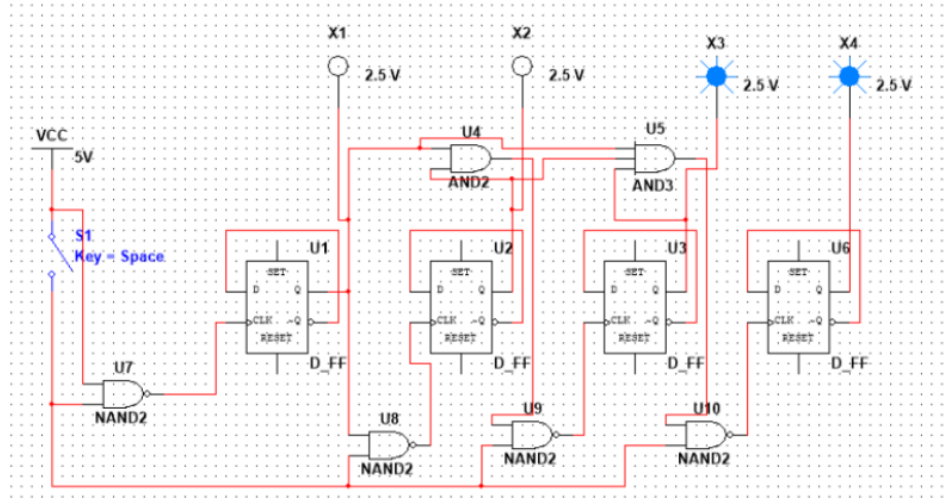 X1
X2
X3
X4
2.5 V
2.5 V
2.5 V
2.5 V
VCC
5V
U4
AND2
U5
AND3
S1
Key = Space
U1
SET
D
Q
CLK
~Q
RESET
D_FF
U2
SET
D
Q
CLK
~Q
RESET
D_FF
U3
SET
D
Q
CLK
~Q
RESET
D_FF
U6
SET
D
Q
CLK
~Q
RESET
D_FF
U7
NAND2
U8
NAND2
U9
NAND2
U10
NAND2